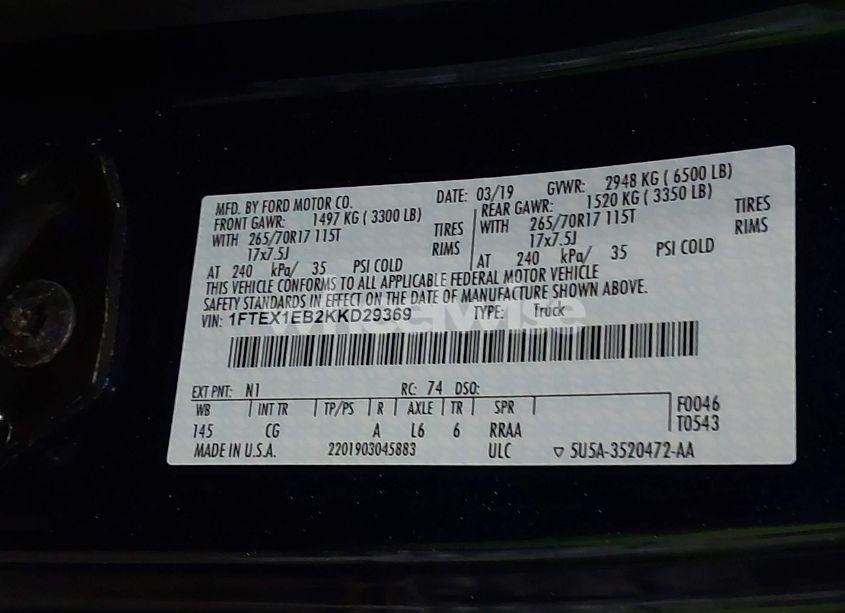 MFD. BY FORD MOTOR CO. DATE: 03/19 GVWR: 2948 KG ( 6500 LB)
FRONT GAWR: 1497 KG ( 3300 LB) REAR GAWR: 1520 KG ( 3350 LB)
WITH 265/70R17 115T TIRES WITH 265/70R17 115T TIRES
17x7.5J RIMS 17x7.5J RIMS
AT 240 kPa/ 35 PSI COLD AT 240 kPa/ 35 PSI COLD
THIS VEHICLE CONFORMS TO ALL APPLICABLE FEDERAL MOTOR VEHICLE
SAFETY STANDARDS IN EFFECT ON THE DATE OF MANUFACTURE SHOWN ABOVE.
VIN: 1FTEX1EB2KKD29369 TYPE: Truck
EXT PNT: N1 RC: 74 DSO:
WB INT TR TP/PS R AXLE TR SPR F0046
145 CG A L6 6 RRAA T0543
MADE IN U.S.A. 2201903045883 ULC ▽ 5U5A-3520472-AA